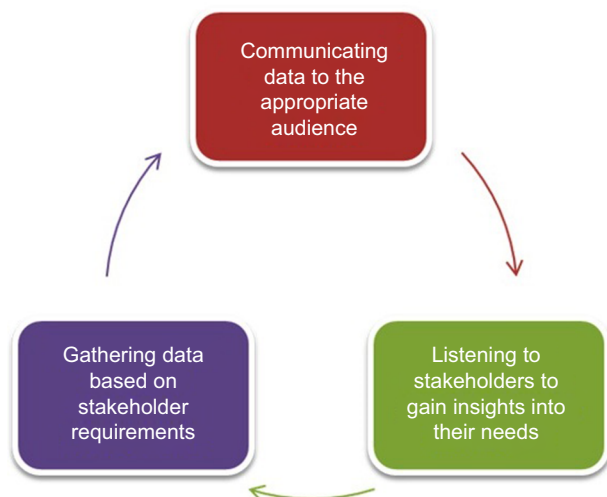 Communicating
data to the
appropriate
audience
Gathering data
based on
stakeholder
requirements
Listening to
stakeholders to
gain insights into
their needs